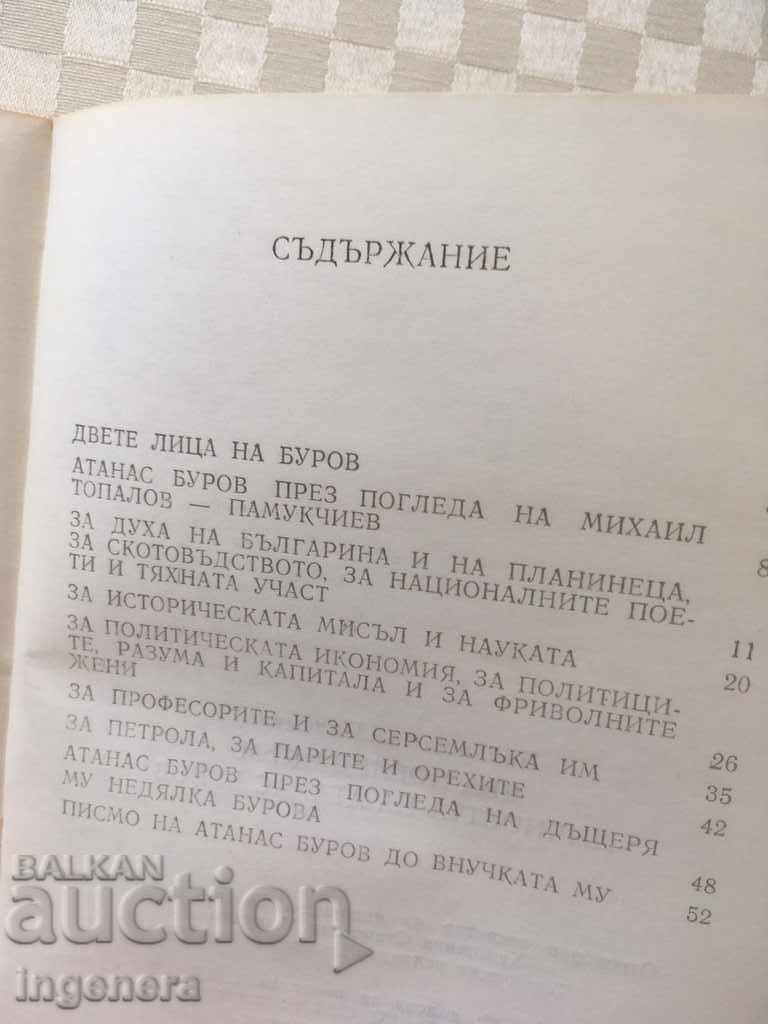 СЪДЪРЖАНИЕ
ДВЕТЕ ЛИЦА НА БУРОВ
АТАНАС БУРОВ ПРЕЗ ПОГЛЕДА НА МИХАИЛ
ТОПАЛОВ — ПАМУКЧИЕВ 8
ЗА ДУХА НА БЪЛГАРИНА И НА ПЛАНИНЕЦА,
ЗА СКОТОВЪДСТВОТО, ЗА НАЦИОНАЛНИТЕ ПОЕ-
ТИ И ТЯХНАТА УЧАСТ 11
ЗА ИСТОРИЧЕСКАТА МИСЪЛ И НАУКАТА 20
ЗА ПОЛИТИЧЕСКАТА ИКОНОМИЯ, ЗА ПОЛИТИЦИ-
ТЕ, РАЗУМА И КАПИТАЛА И ЗА ФРИВОЛНИТЕ
ЖЕНИ 26
ЗА ПРОФЕСОРИТЕ И ЗА СЕРСЕМЛЪКА ИМ 35
ЗА ПЕТРОЛА, ЗА ПАРИТЕ И ОРЕХИТЕ 42
АТАНАС БУРОВ ПРЕЗ ПОГЛЕДА НА ДЪЩЕРЯ
МУ НЕДЯЛКА БУРОВА 48
ПИСМО НА АТАНАС БУРОВ ДО ВНУЧКАТА МУ 52
BALKAN
auction
ingenera